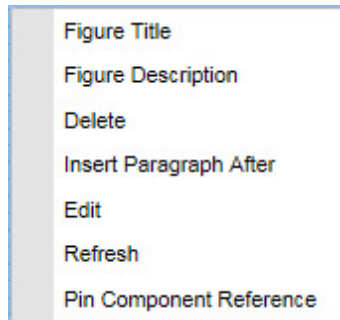 Figure Title
Figure Description
Delete
Insert Paragraph After
Edit
Refresh
Pin Component Reference